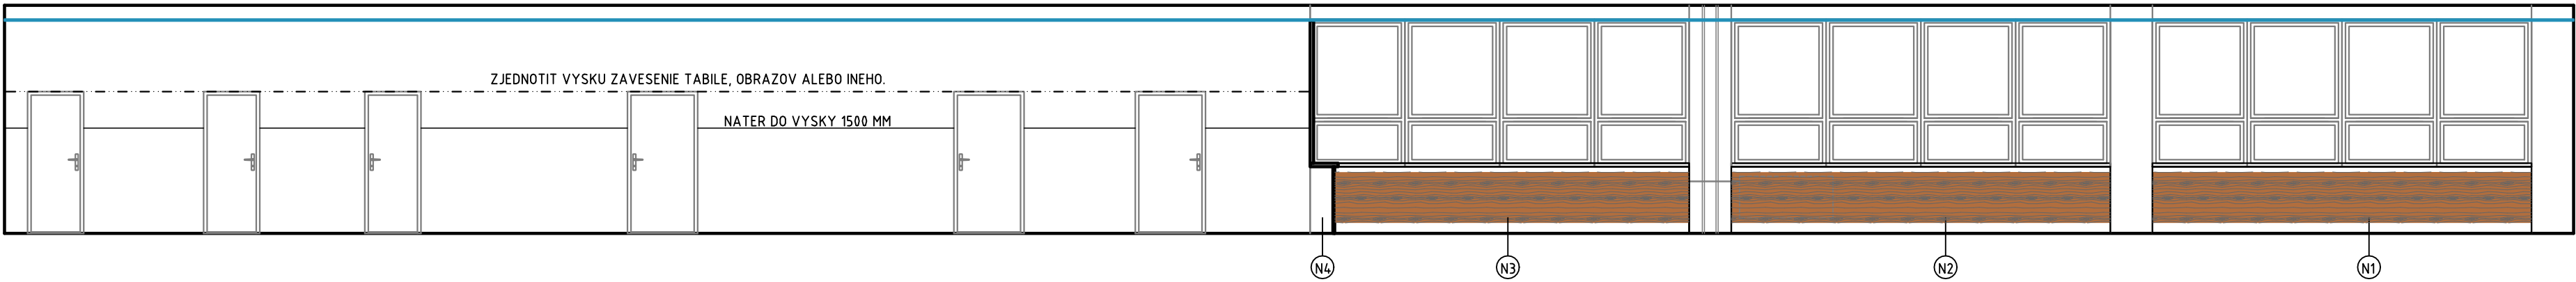 ZJEDNOTIT VYSKU ZAVESENIE TABILE, OBRAZOV ALEBO INEHO.
NATER DO VYSKY 1500 MM
N4
N3
N2
N1